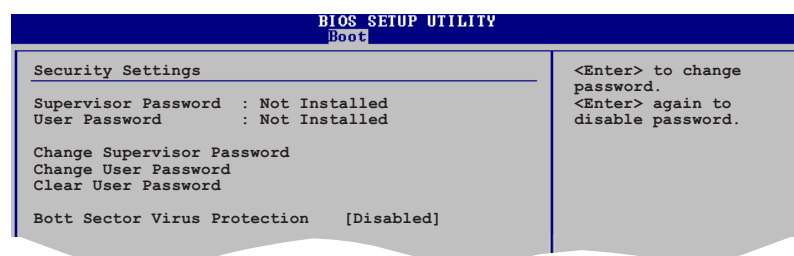 BIOS SETUP UTILITY
Boot
Security Settings
Supervisor Password : Not Installed
User Password : Not Installed
Change Supervisor Password
Change User Password
Clear User Password
Bott Sector Virus Protection [Disabled]
<Enter> to change
password.
<Enter> again to
disable password.